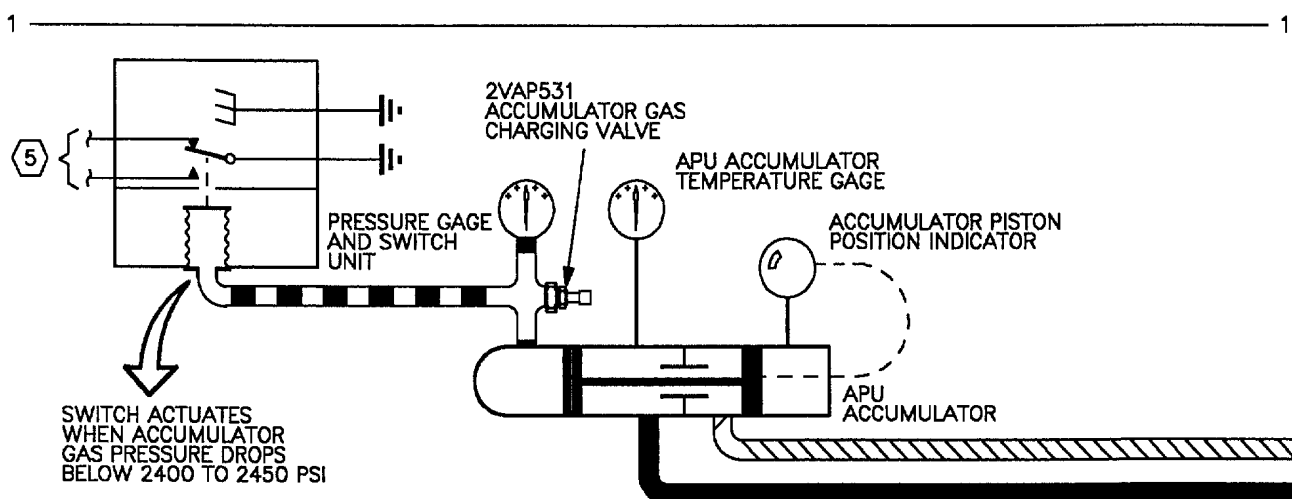 1 1
2VAP531
ACCUMULATOR GAS
CHARGING VALVE
APU ACCUMULATOR
TEMPERATURE GAGE
5
PRESSURE GAGE
AND SWITCH
UNIT
ACCUMULATOR PISTON
POSITION INDICATOR
APU
ACCUMULATOR
SWITCH ACTUATES
WHEN ACCUMULATOR
GAS PRESSURE DROPS
BELOW 2400 TO 2450 PSI